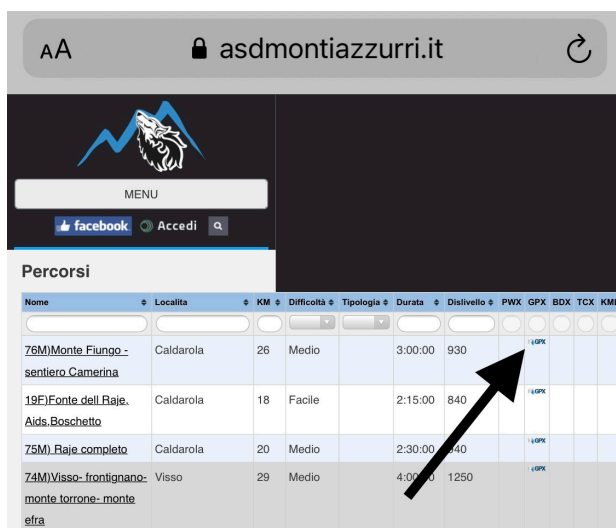 AA asdmontiazzurri.it
MENU
facebook Accedi
Percorsi
Nome Localita KM Difficoltà Tipologia Durata Dislivello PWX GPX BDX TCX
76M)Monte Fiungo - Caldarola 26 Medio 3:00:00 930 GPX
sentiero Camerina
19F)Fonte dell Raje, Caldarola 18 Facile 2:15:00 840 GPX
Aids,Boschetto
75M) Raje completo Caldarola 20 Medio 2:30:00 GPX
74M)Visso- frontignano- Visso 29 Medio 1250 GPX
monte torrone- monte
efra